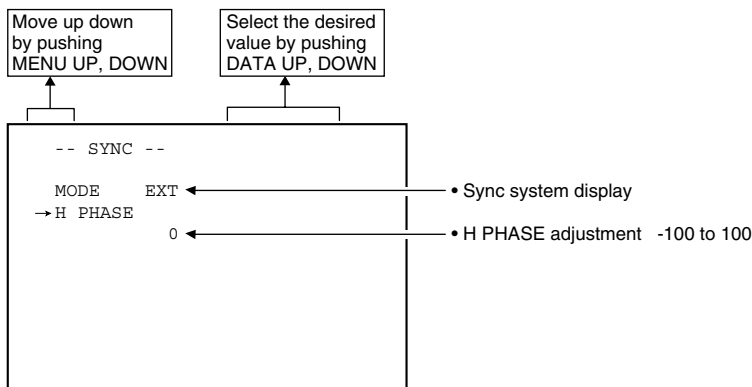 Move up down
by pushing
MENU UP, DOWN
Select the desired
value by pushing
DATA UP, DOWN
-- SYNC --
MODE EXT
• Sync system display
→H PHASE
0
• H PHASE adjustment -100 to 100